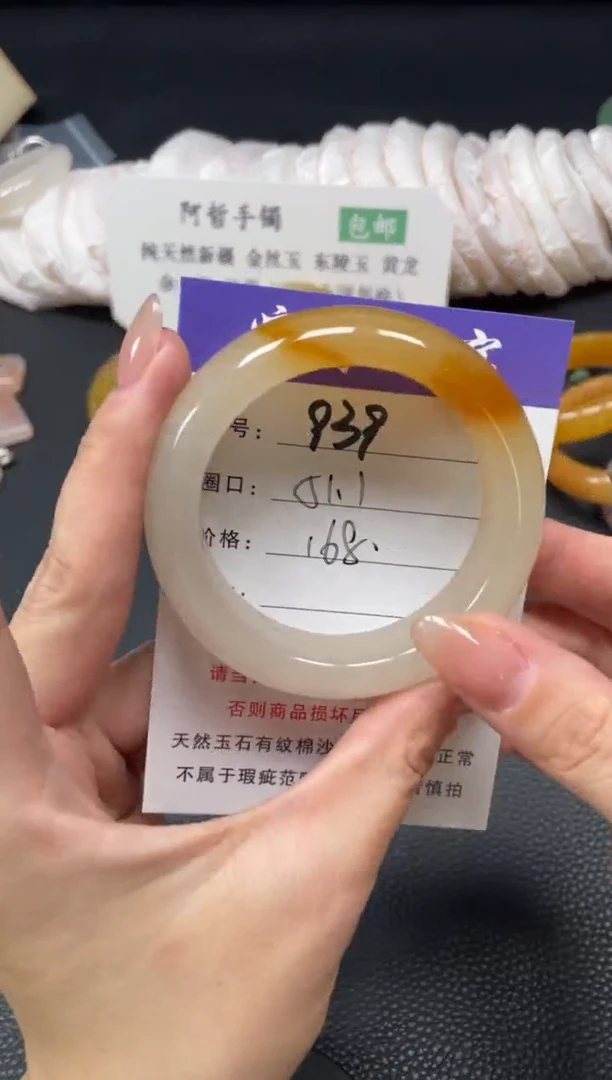 阿哲手镯 包邮
纯天然新疆 金丝玉 东陵玉 黄龙
号: 939
圈口: 51.1
价格: 168.
请当
否则商品损坏
天然玉石有纹棉沙 正常
不属于瑕疵范 慎拍